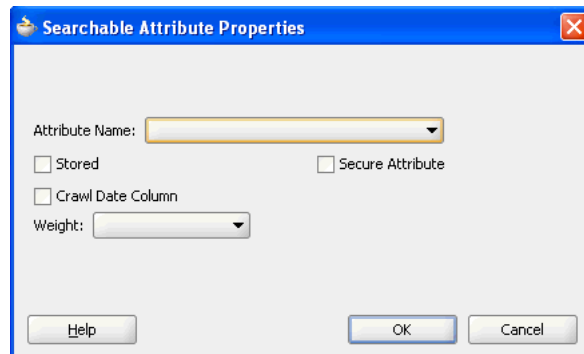 Searchable Attribute Properties
Attribute Name:
Stored Secure Attribute
Crawl Date Column
Weight:
Help OK Cancel